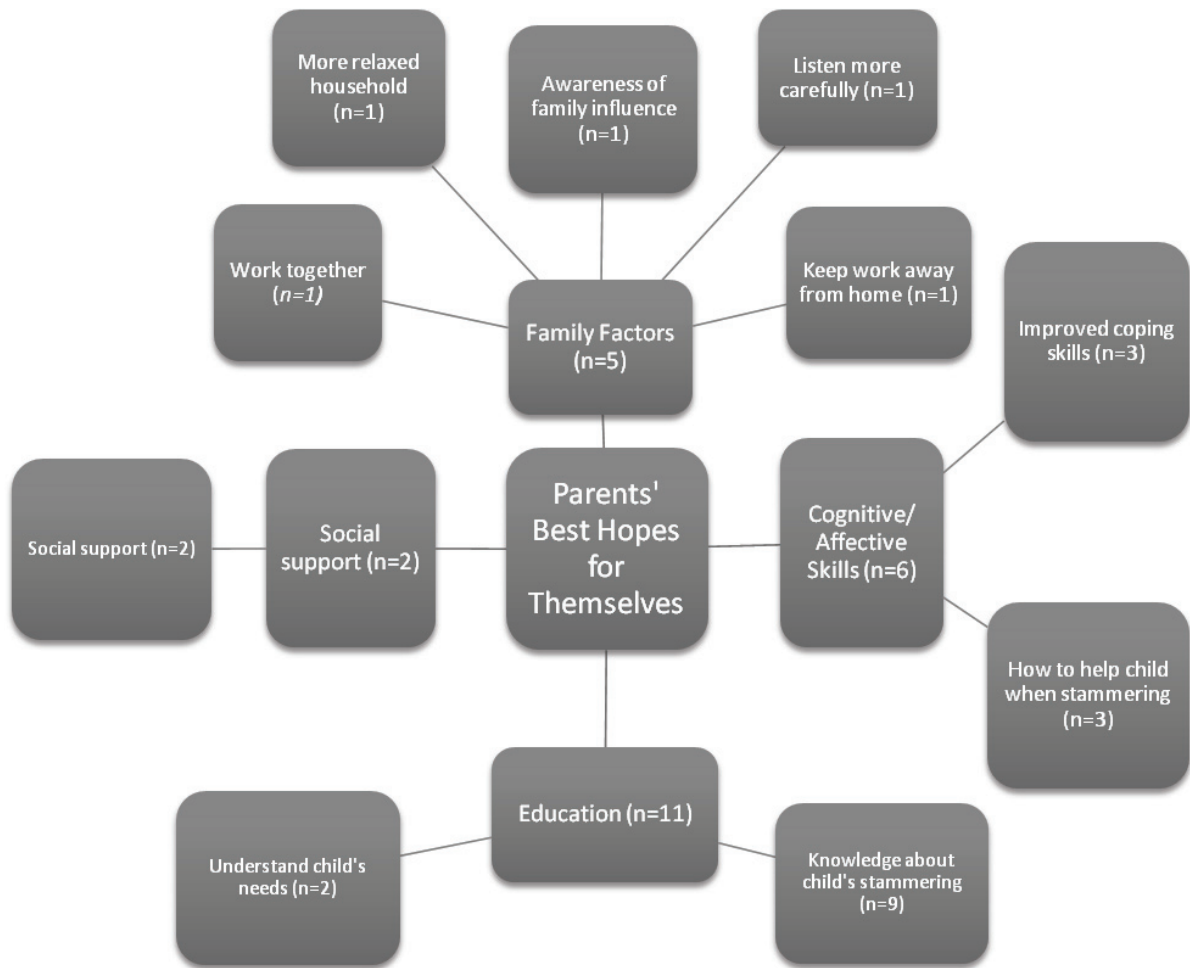 More relaxed
household
(n=1)
Awareness of
family influence
(n=1)
Listen more
carefully (n=1)
Work together
(n=1)
Family Factors
(n=5)
Keep work away
from home (n=1)
Improved coping
skills (n=3)
Social support (n=2)
Social
support (n=2)
Parents'
Best Hopes
for
Themselves
Cognitive/
Affective
Skills (n=6)
How to help child
when stammering
(n=3)
Education (n=11)
Understand child's
needs (n=2)
Knowledge about
child's stammering
(n=9)